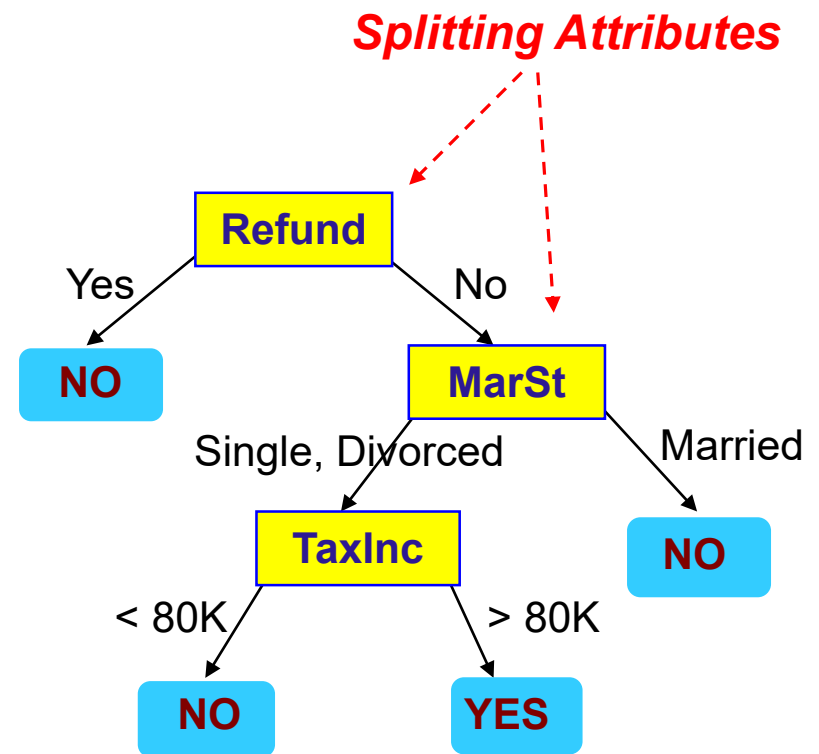 Splitting Attributes
Refund
Yes
No
NO
MarSt
Single, Divorced
Married
TaxInc
NO
< 80K
> 80K
NO
YES